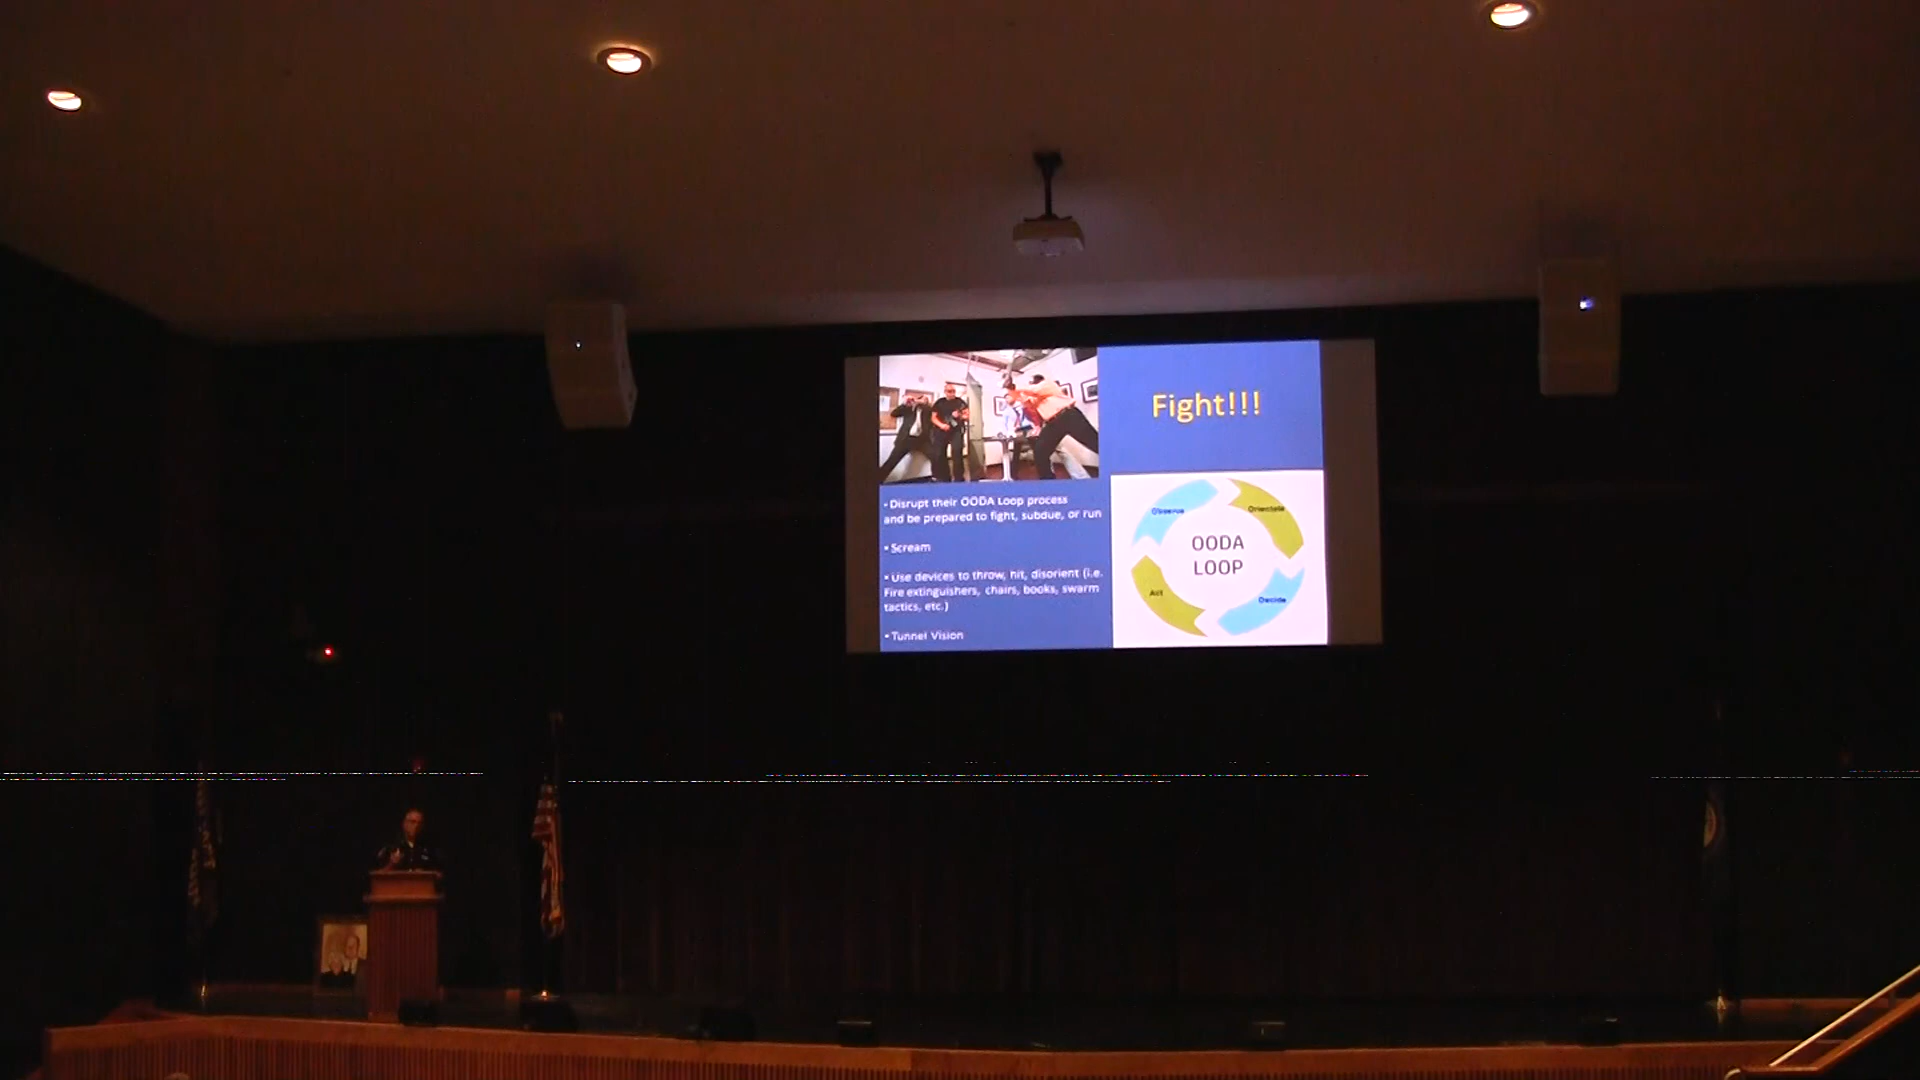 Fight!!!
• Disrupt their OODA Loop process
and be prepared to fight, subdue, or run
• Scream
• Use devices to throw, hit, disorient (i.e.
Fire extinguishers, chairs, books, swarm
tactics, etc.)
• Tunnel Vision
Observe
Orientate
OODA
LOOP
Act
Decide